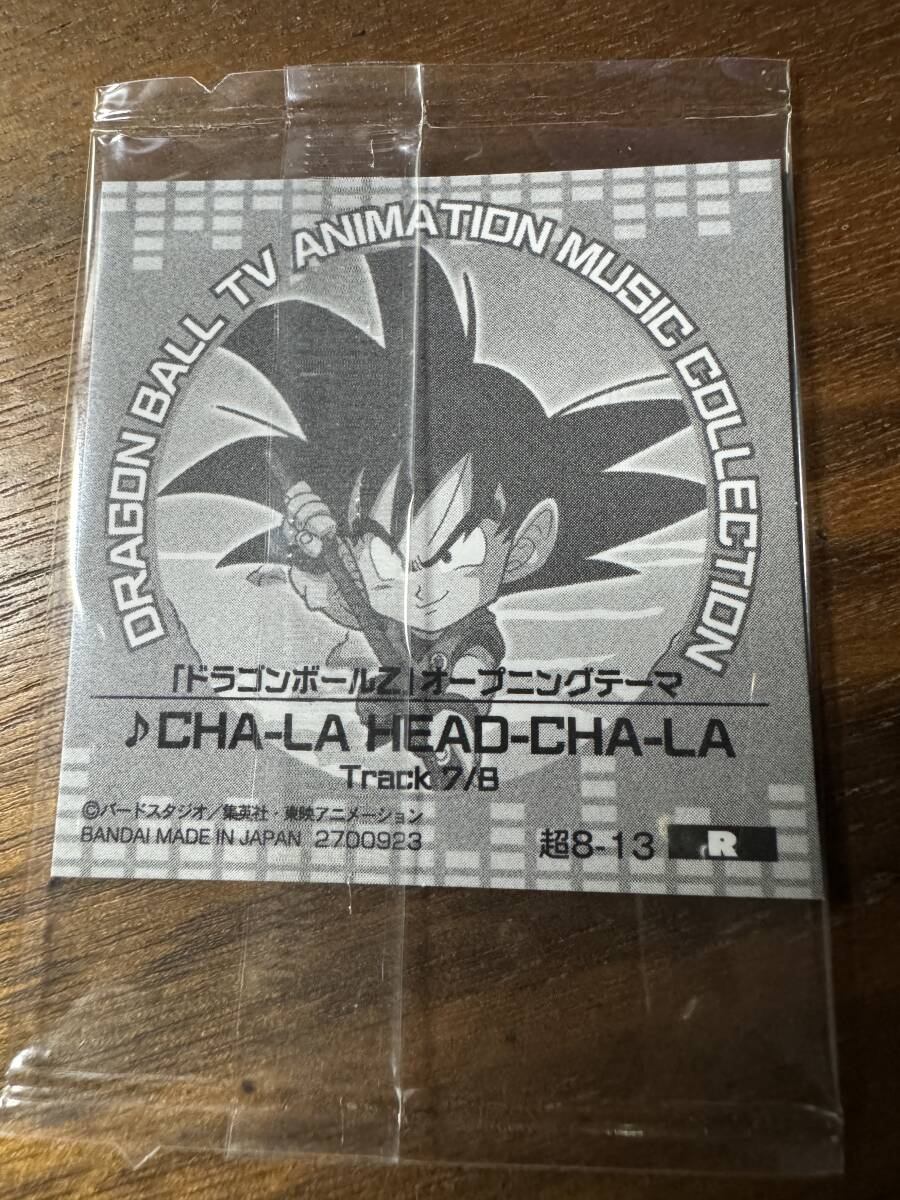 DRAGON BALL TV ANIMATION MUSIC COLLECTION
「ドラゴンボールZ」オープニングテーマ
♪CHA-LA HEAD-CHA-LA
Track 7/8
©バードスタジオ/集英社・東映アニメーション
BANDAI MADE IN JAPAN 2700923
超8-13 R